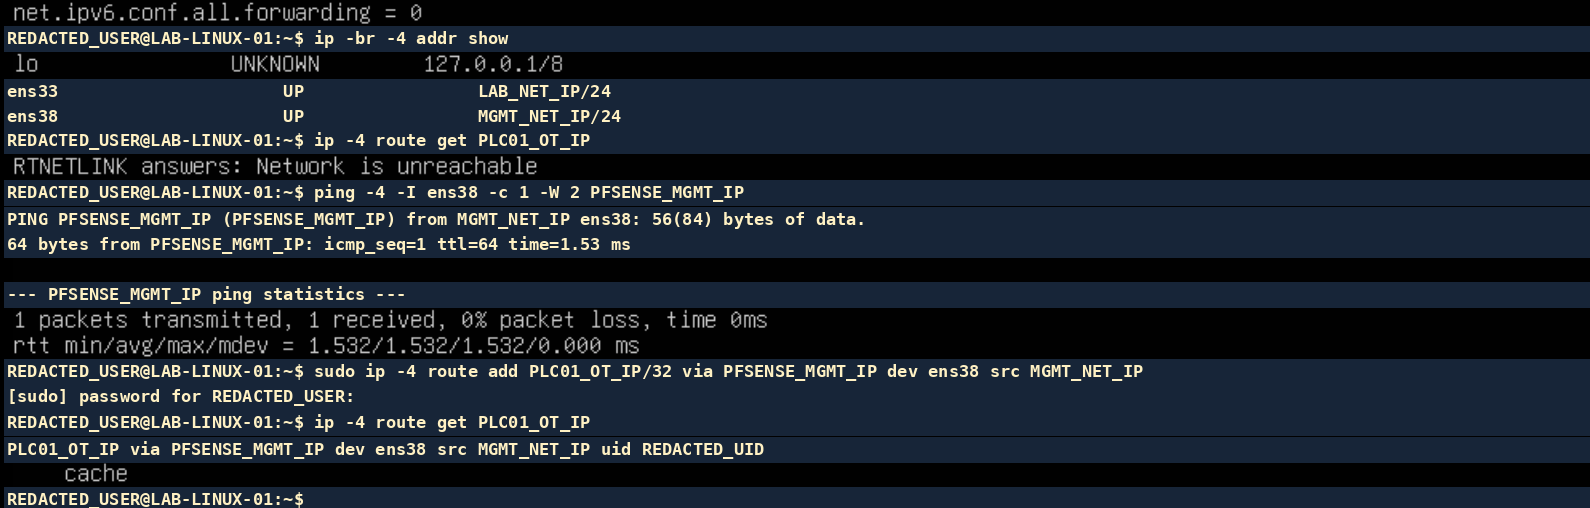 net.ipv6.conf.all.forwarding = 0
REDACTED_USER@LAB-LINUX-01:~$ ip -br -4 addr show
lo UNKNOWN 127.0.0.1/8
ens33 UP LAB_NET_IP/24
ens38 UP MGMT_NET_IP/24
REDACTED_USER@LAB-LINUX-01:~$ ip -4 route get PLC01_OT_IP
RTNETLINK answers: Network is unreachable
REDACTED_USER@LAB-LINUX-01:~$ ping -4 -I ens38 -c 1 -W 2 PFSENSE_MGMT_IP
PING PFSENSE_MGMT_IP (PFSENSE_MGMT_IP) from MGMT_NET_IP ens38: 56(84) bytes of data.
64 bytes from PFSENSE_MGMT_IP: icmp_seq=1 ttl=64 time=1.53 ms
--- PFSENSE_MGMT_IP ping statistics ---
1 packets transmitted, 1 received, 0% packet loss, time 0ms
rtt min/avg/max/mdev = 1.532/1.532/1.532/0.000 ms
REDACTED_USER@LAB-LINUX-01:~$ sudo ip -4 route add PLC01_OT_IP/32 via PFSENSE_MGMT_IP dev ens38 src MGMT_NET_IP
[sudo] password for REDACTED_USER:
REDACTED_USER@LAB-LINUX-01:~$ ip -4 route get PLC01_OT_IP
PLC01_OT_IP via PFSENSE_MGMT_IP dev ens38 src MGMT_NET_IP uid REDACTED_UID
cache
REDACTED_USER@LAB-LINUX-01:~$